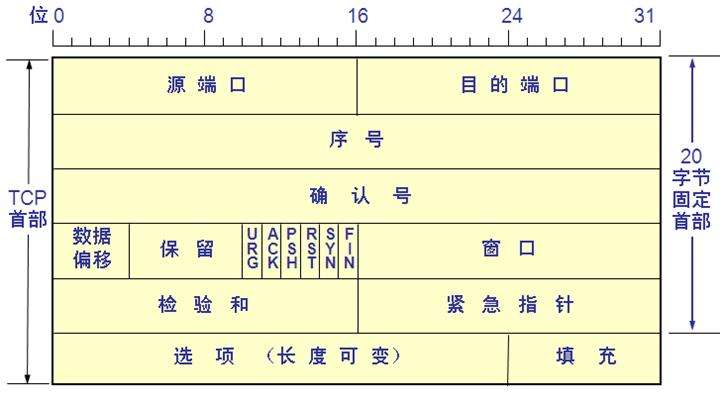 位 0 8 16 24 31
源端口 目的端口
序号
确认号
TCP
首部
20
字节
固定
首部
数据
偏移
保留
URG
ACK
PSH
RST
SYN
FIN
窗口
检验和 紧急指针
选项 (长度可变) 填充